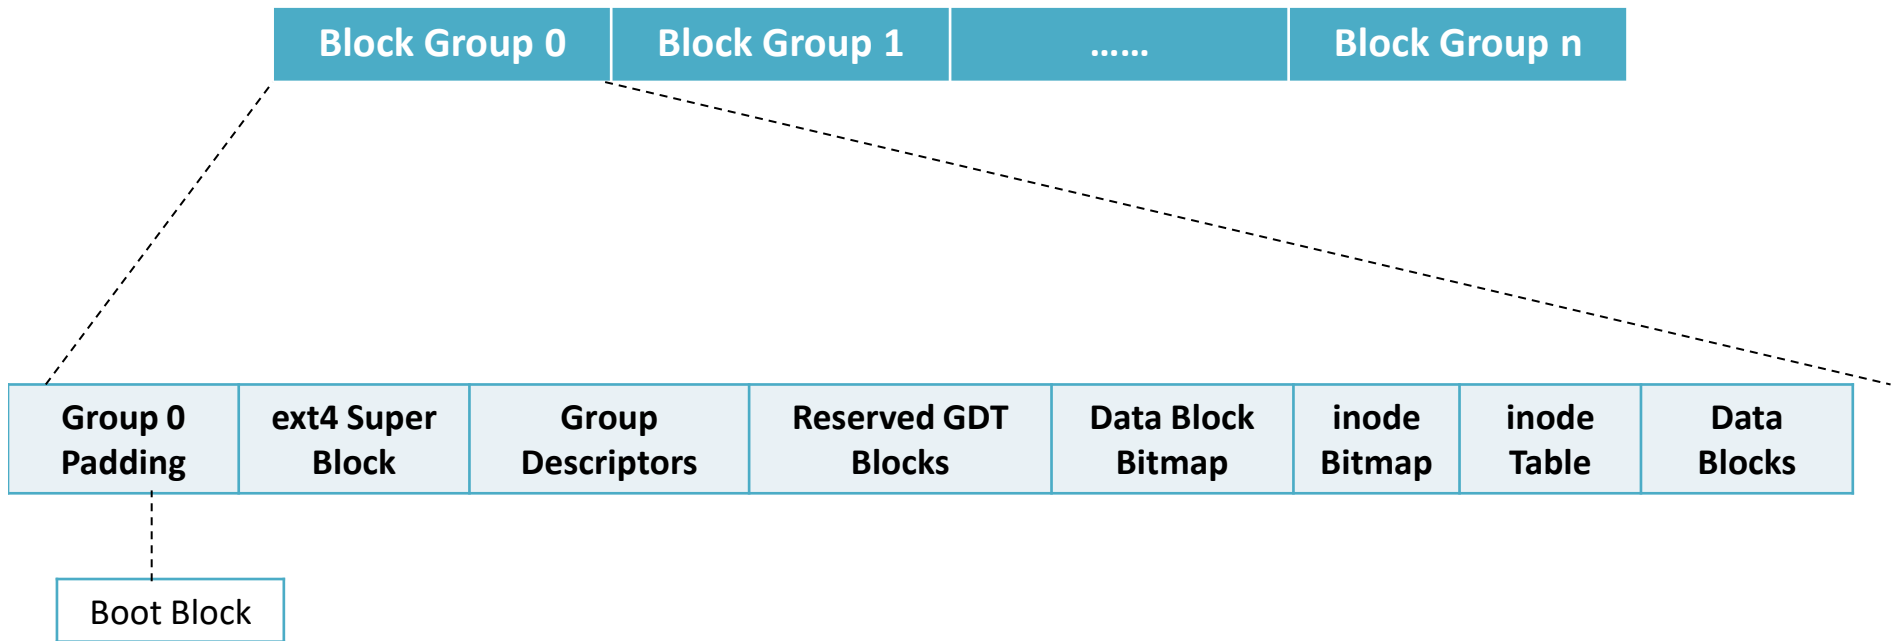 Block Group 0 Block Group 1 ...... Block Group n
Group 0 ext4 Super Group Reserved GDT Data Block inode inode Data
Padding Block Descriptors Blocks Bitmap Bitmap Table Blocks
Boot Block